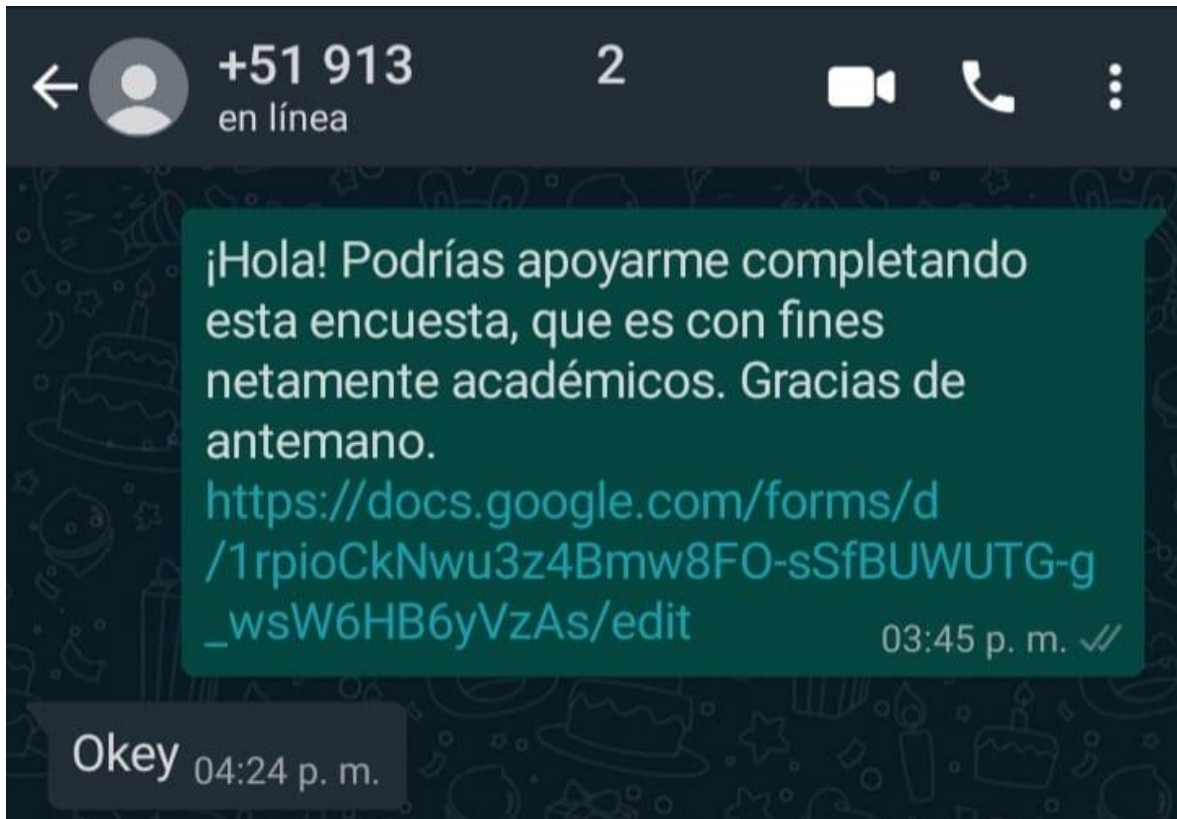 +51 913 2
en línea
¡Hola! Podrías apoyarme completando
esta encuesta, que es con fines
netamente académicos. Gracias de
antemano.
https://docs.google.com/forms/d
/1rpioCkNwu3z4Bmw8FO-sSfBUWUTG-g
_wsW6HB6yVzAs/edit
03:45 p. m.
Okey 04:24 p. m.